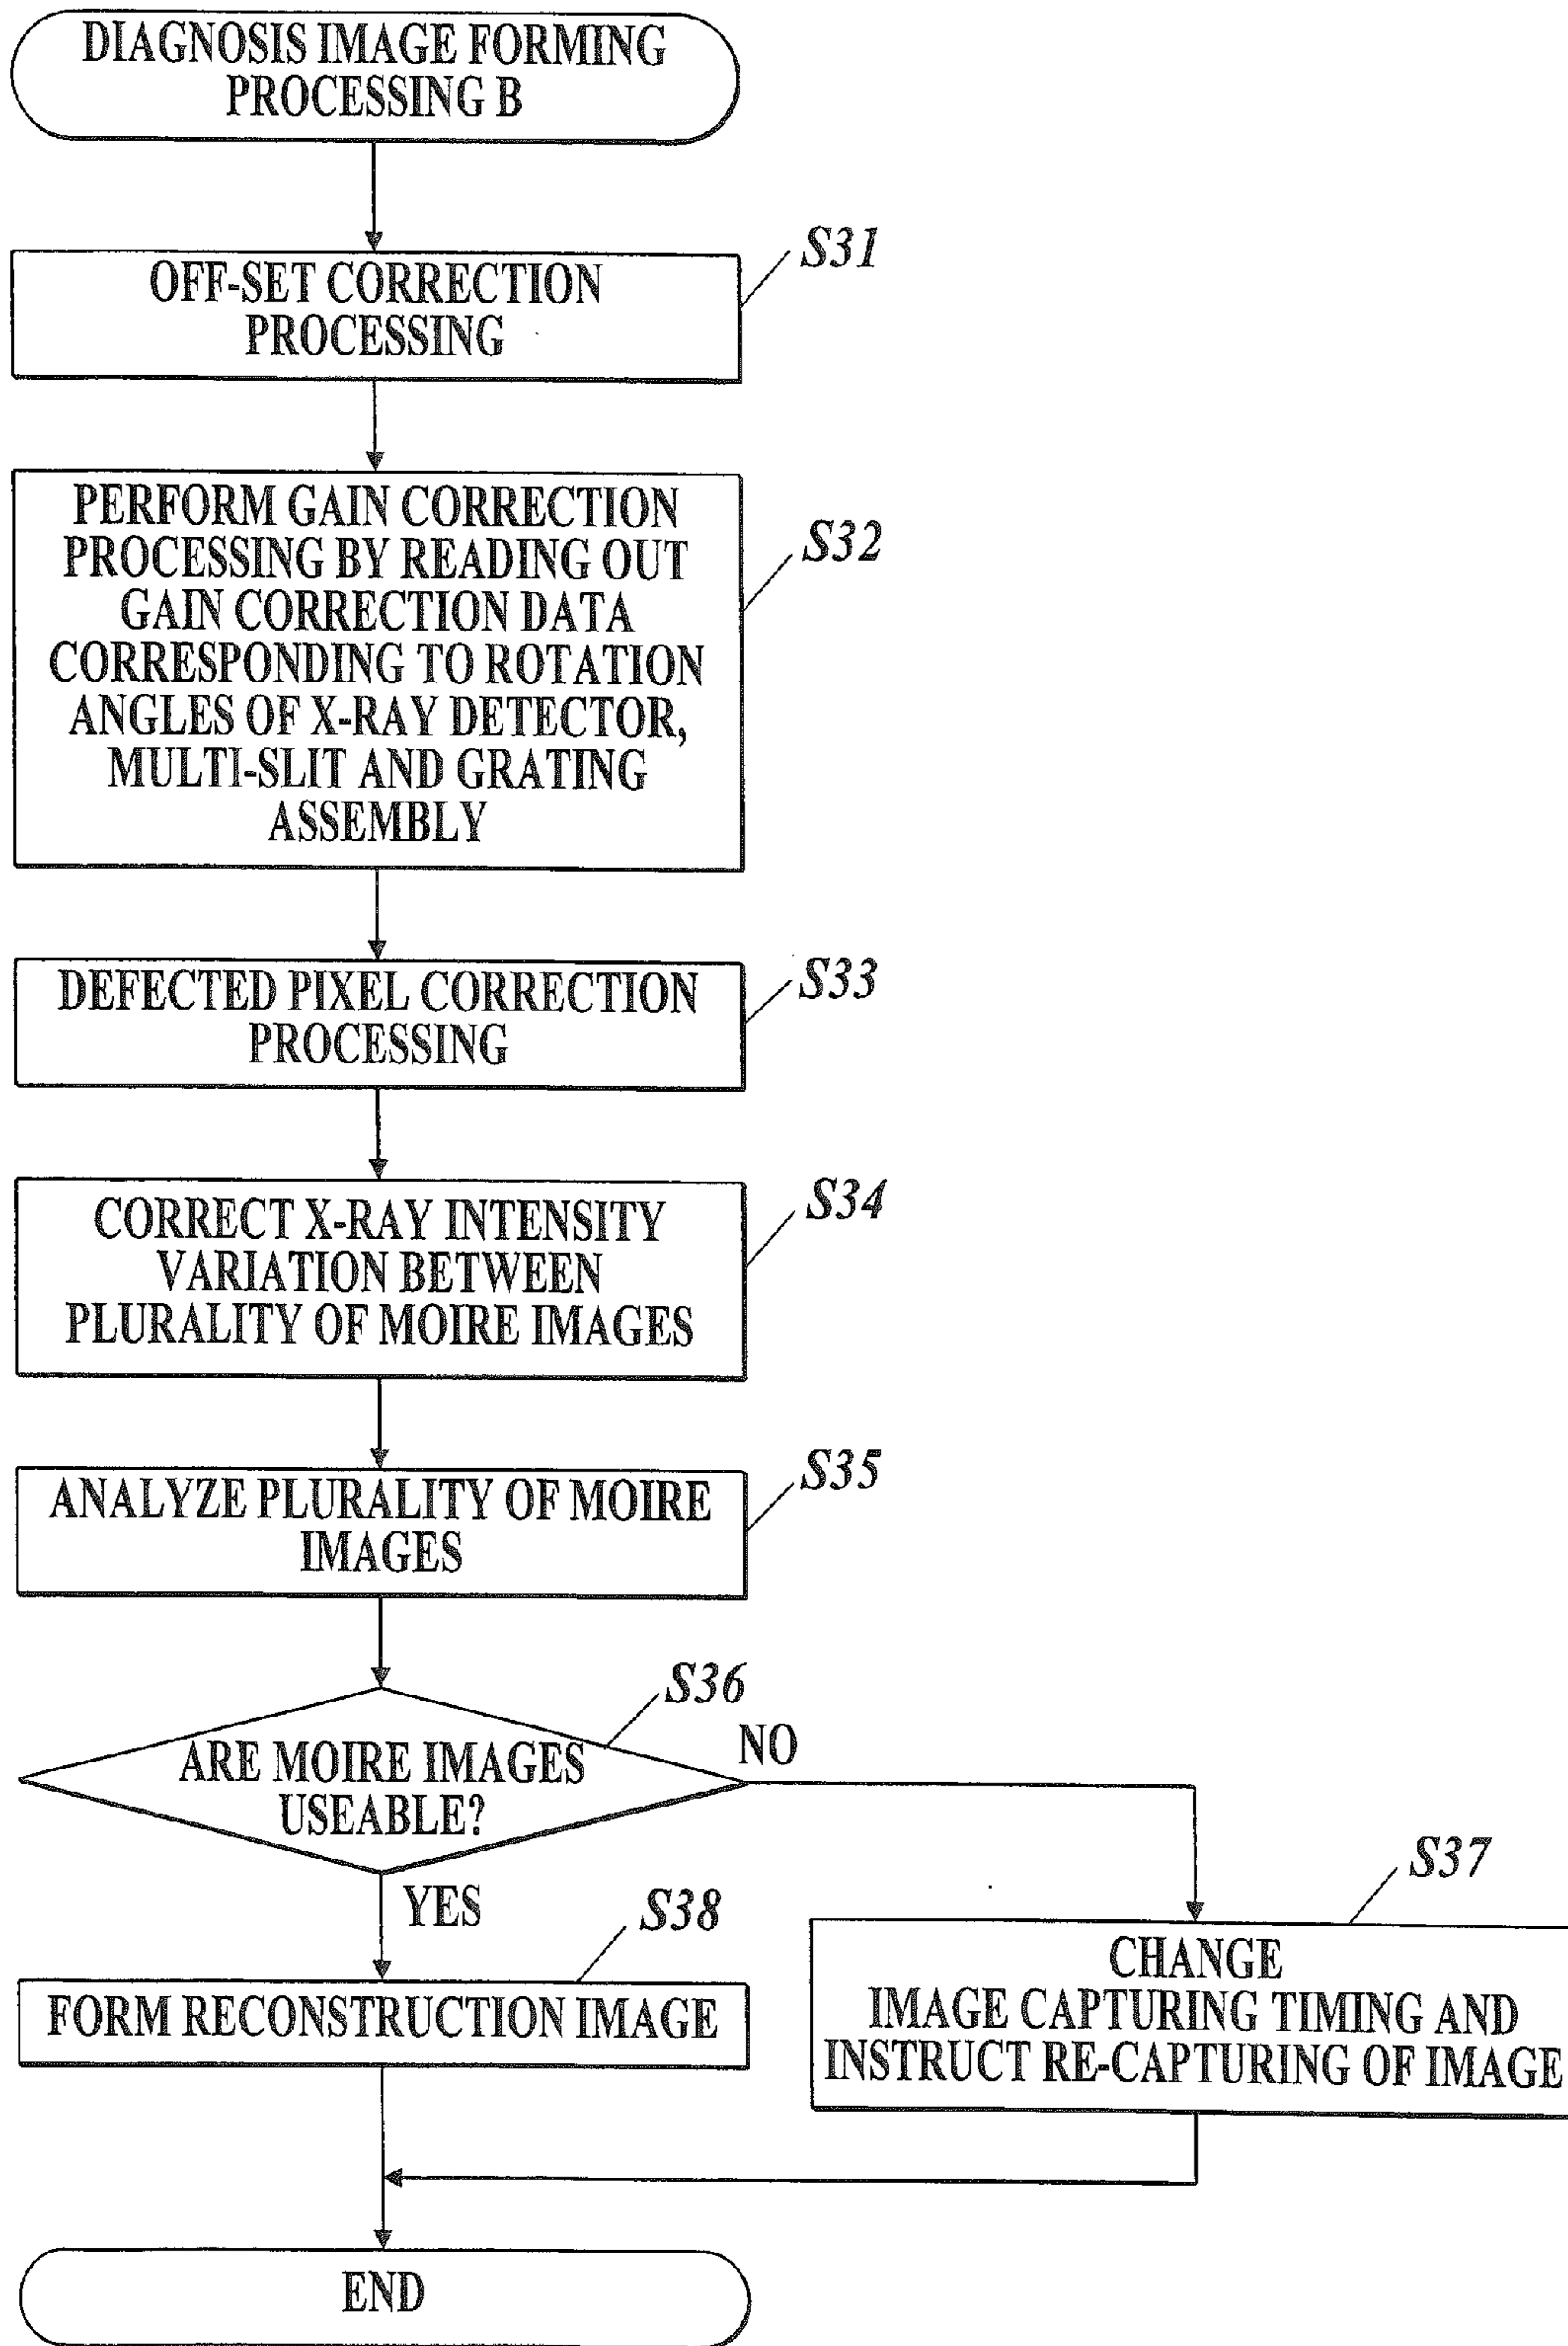 DIAGNOSIS IMAGE FORMING
PROCESSING B
S31
OFF-SET CORRECTION
PROCESSING
S32
PERFORM GAIN CORRECTION
PROCESSING BY READING OUT
GAIN CORRECTION DATA
CORRESPONDING TO ROTATION
ANGLES OF X-RAY DETECTOR,
MULTI-SLIT AND GRATING
ASSEMBLY
S33
DEFECTED PIXEL CORRECTION
PROCESSING
S34
CORRECT X-RAY INTENSITY
VARIATION BETWEEN
PLURALITY OF MOIRE IMAGES
S35
ANALYZE PLURALITY OF MOIRE
IMAGES
S36
ARE MOIRE IMAGES
USEABLE?
NO
YES
S37
CHANGE
IMAGE CAPTURING TIMING AND
INSTRUCT RE-CAPTURING OF IMAGE
S38
FORM RECONSTRUCTION IMAGE
END